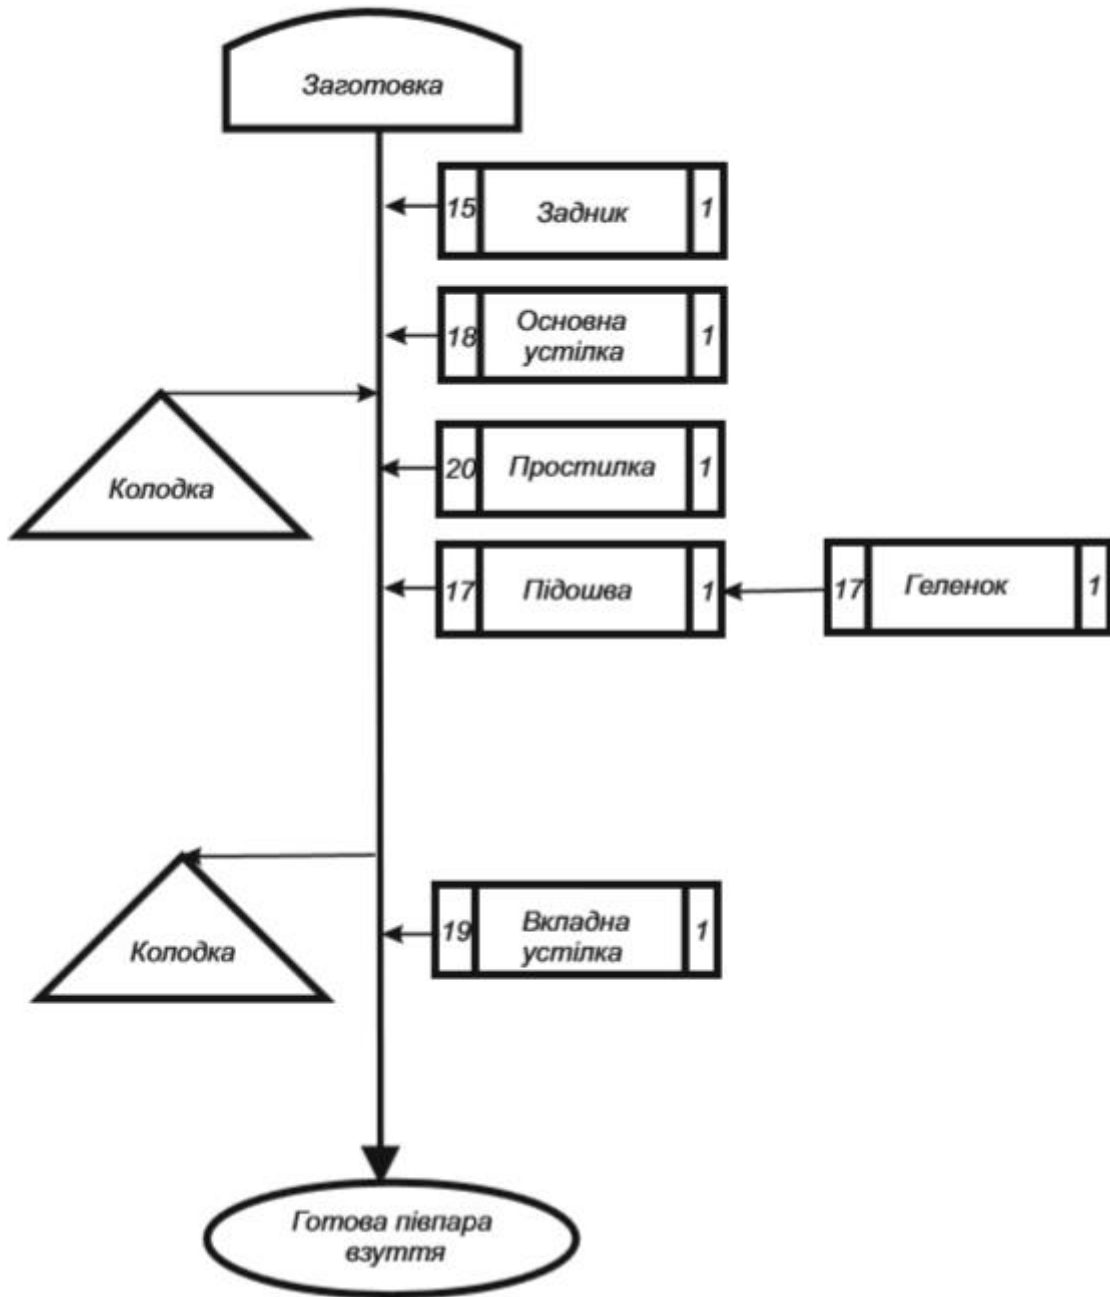 Заготовка
15 Задник 1
18 Основна устілка 1
Колодка
20 Простилка 1
17 Підошва 1
17 Геленок 1
Колодка
19 Вкладна устілка 1
Готова півпара
взуття